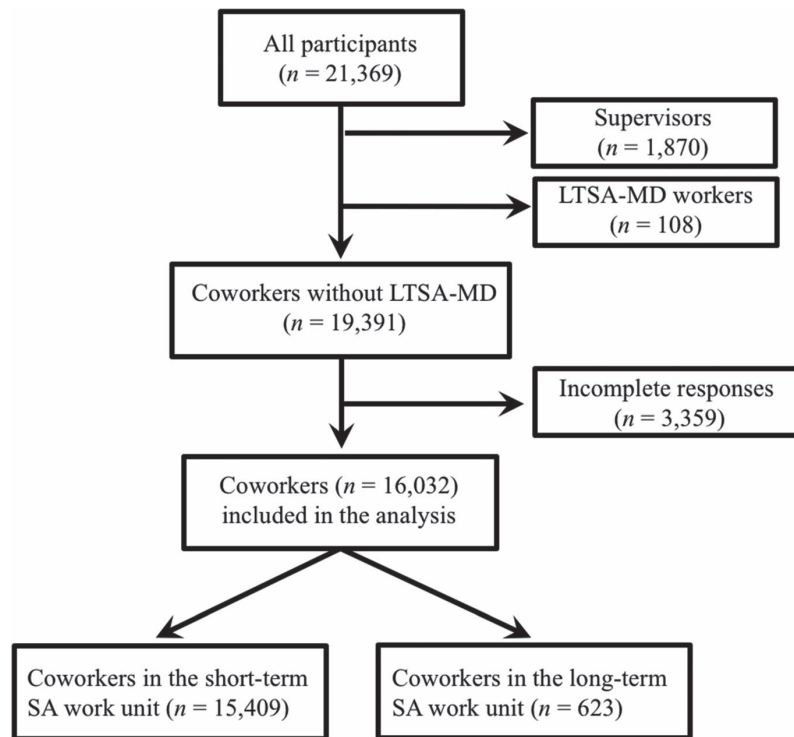 All participants
(n = 21,369)
Supervisors
(n = 1,870)
LTSA-MD workers
(n = 108)
Coworkers without LTSA-MD
(n = 19,391)
Incomplete responses
(n = 3,359)
Coworkers (n = 16,032)
included in the analysis
Coworkers in the short-term
SA work unit (n = 15,409)
Coworkers in the long-term
SA work unit (n = 623)